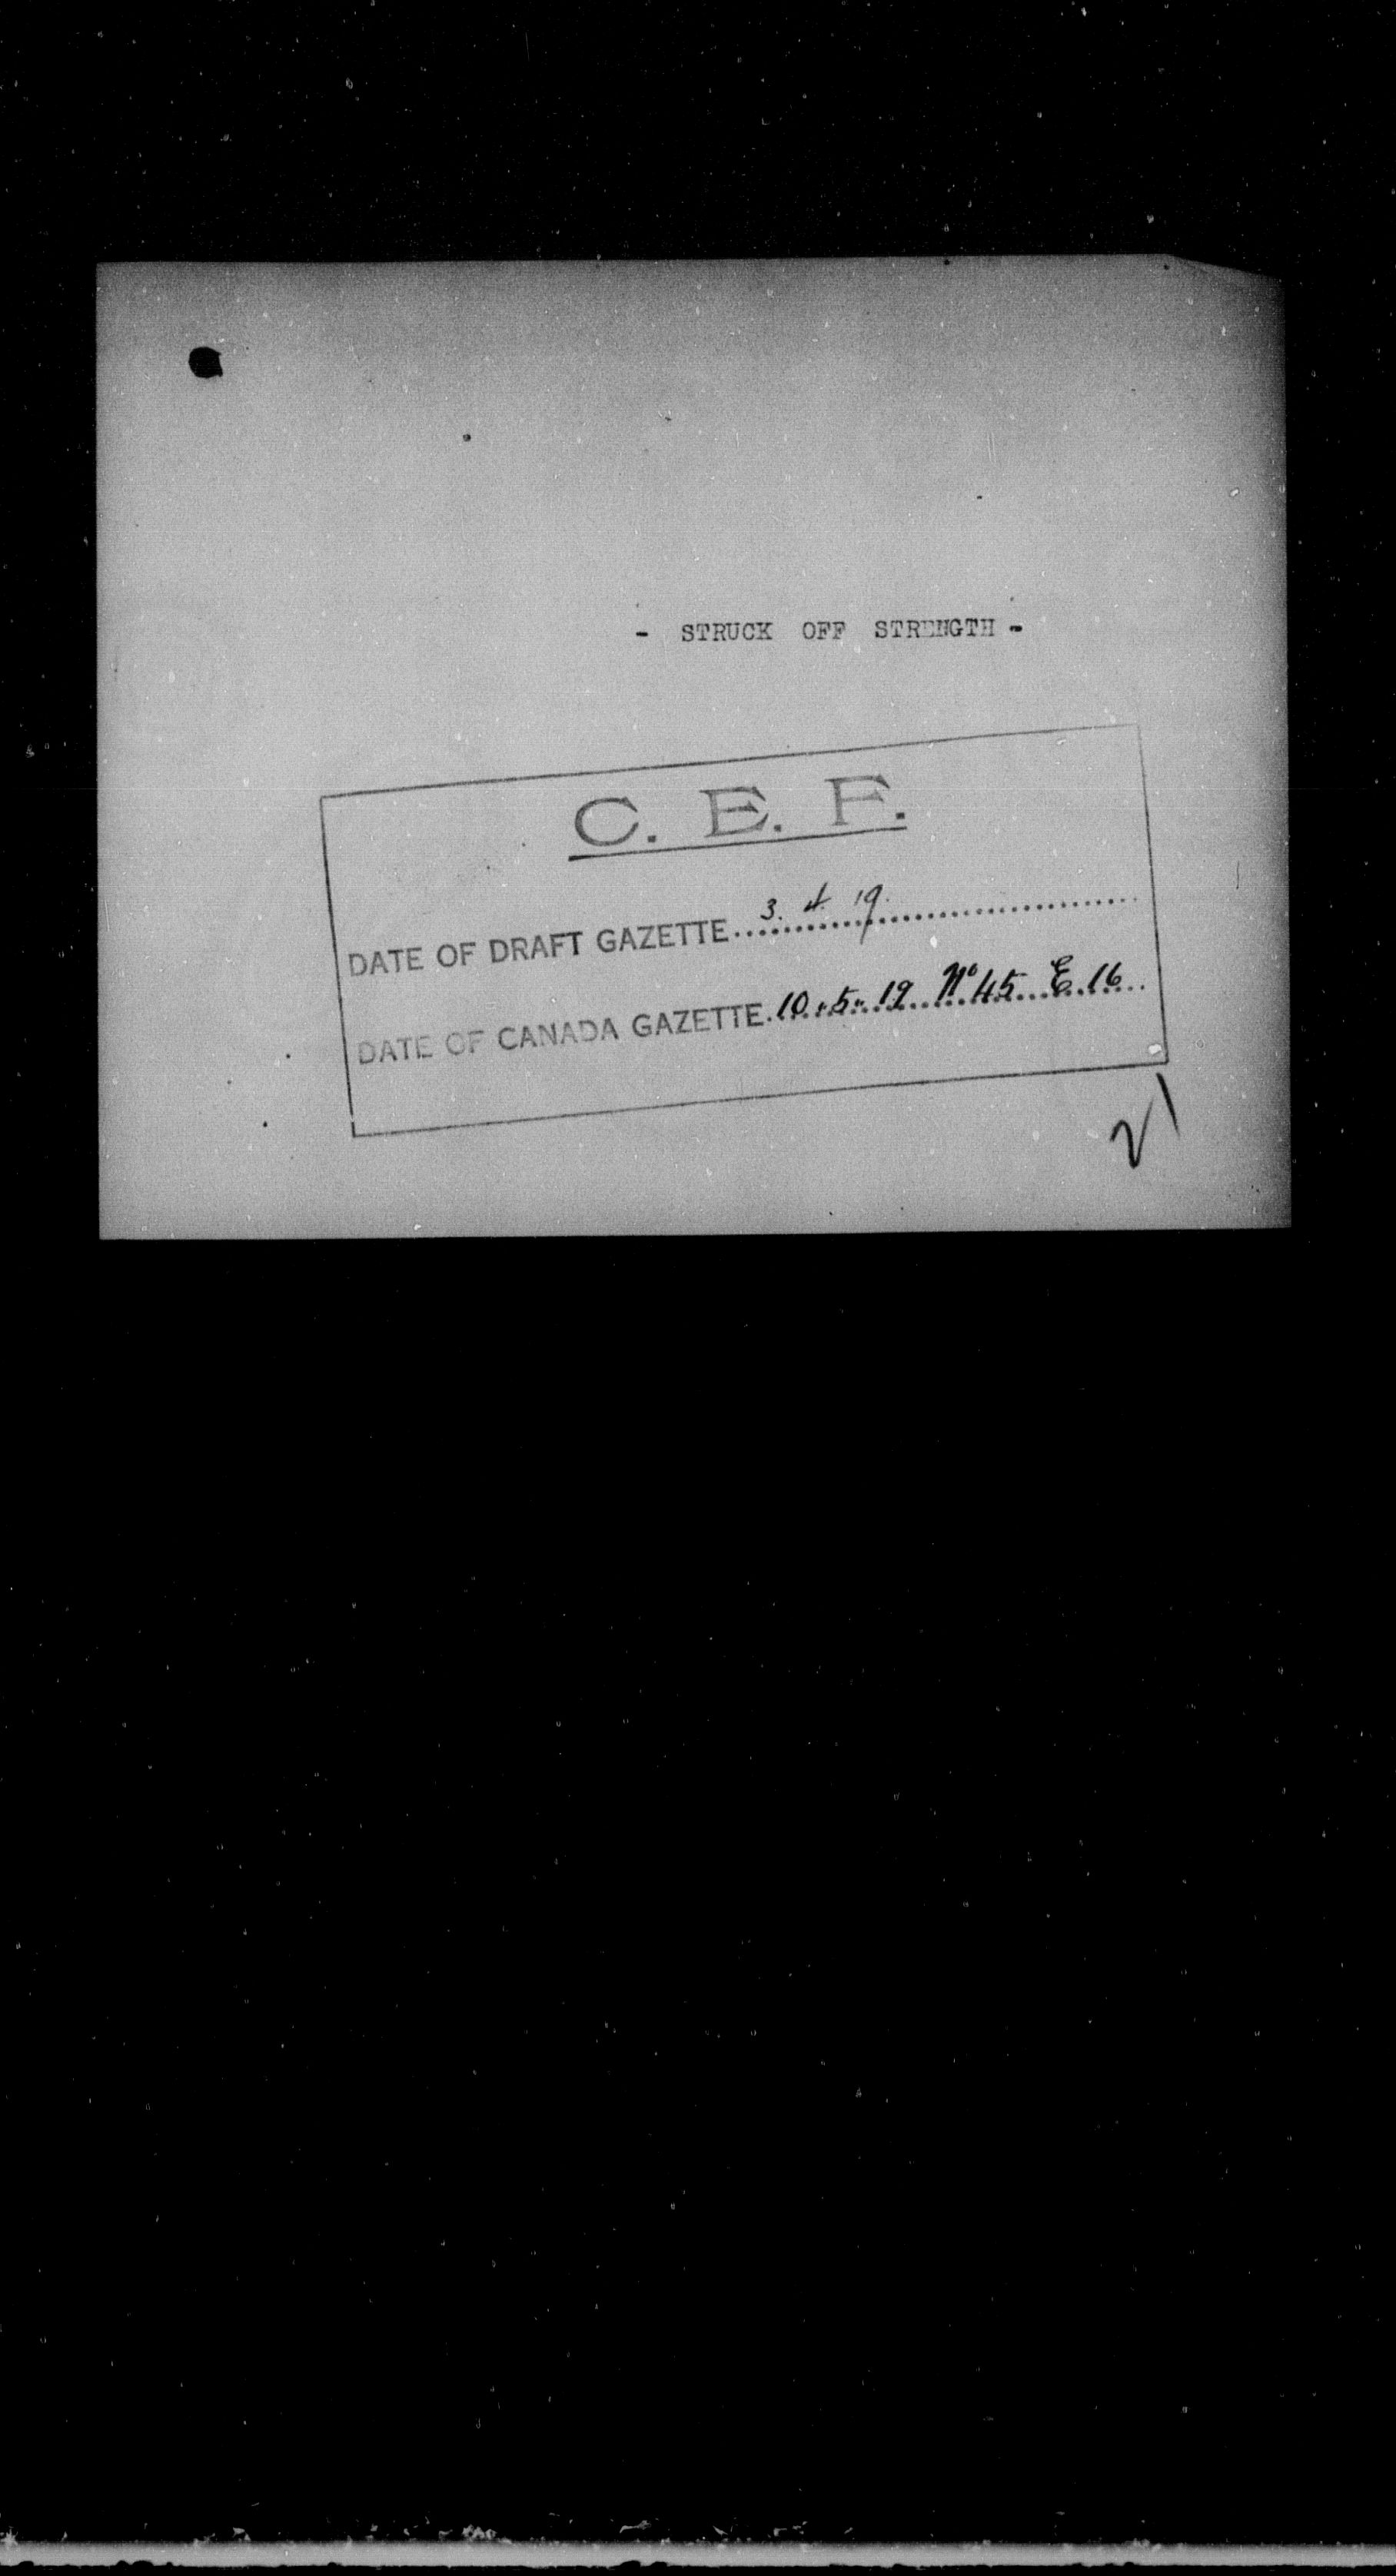 - STRUCK OFF STRENGTH -
C. E. F.
DATE OF DRAFT GAZETTE 3. 4. 19.
DATE OF CANADA GAZETTE 10.5.19 Nº 45 E.16